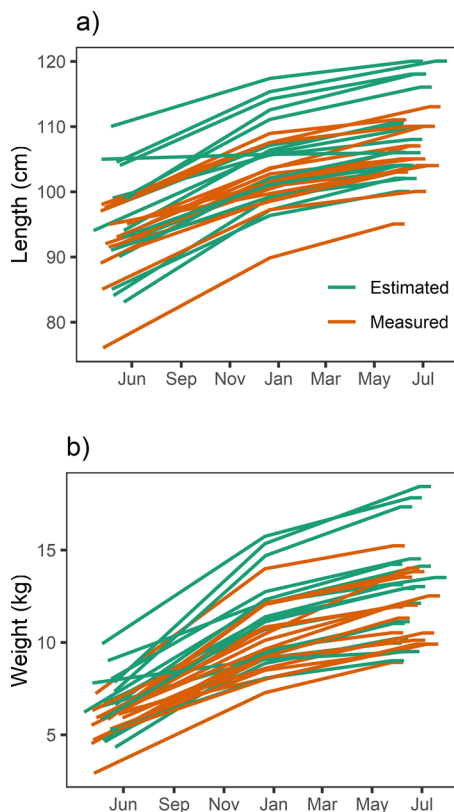 a)
120
110
100
90
80
Length (cm)
Estimated
Measured
Jun Sep Nov Jan Mar May Jul
b)
15
10
5
Weight (kg)
Jun Sep Nov Jan Mar May Jul